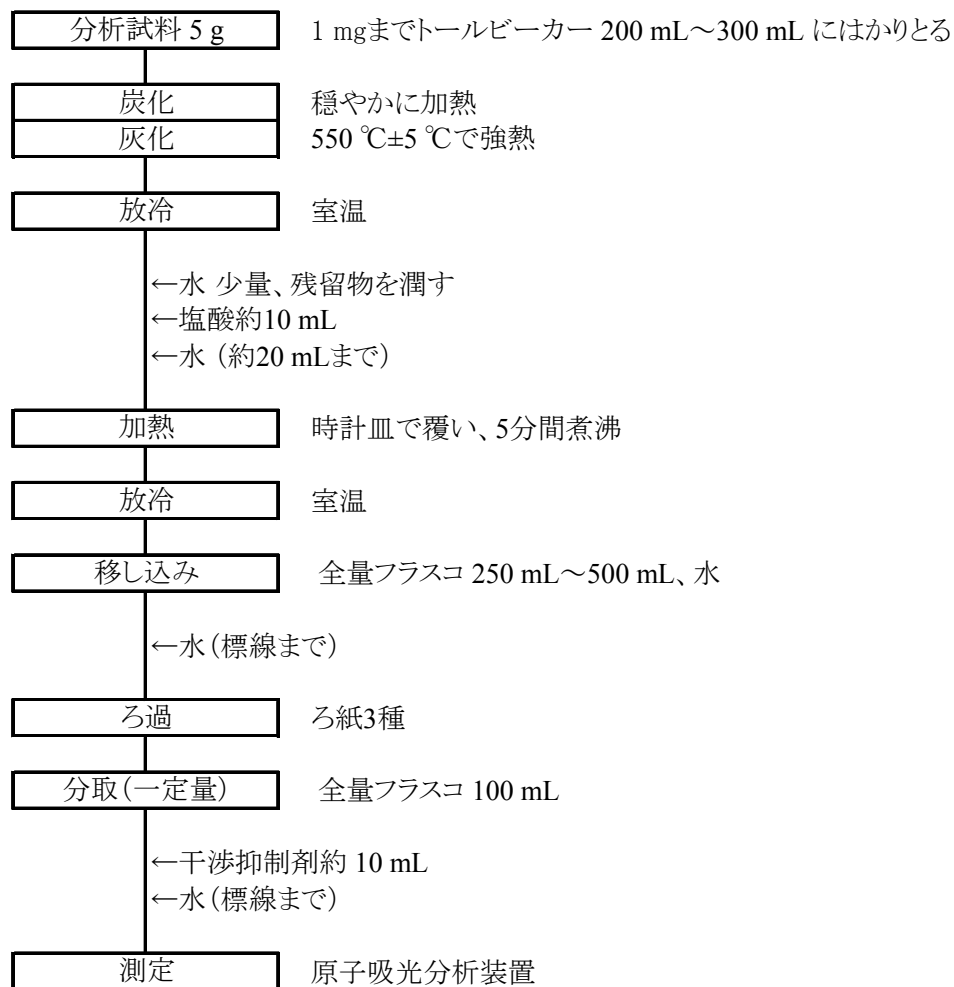 分析試料 5 g 1 mgまでトールビーカー 200 mL～300 mL にはかりとる
炭化 穏やかに加熱
灰化 550 ℃±5 ℃で強熱
放冷 室温
←水 少量、残留物を潤す
←塩酸約10 mL
←水 （約20 mLまで）
加熱 時計皿で覆い、5分間煮沸
放冷 室温
移し込み 全量フラスコ 250 mL～500 mL、水
←水（標線まで）
ろ過 ろ紙3種
分取（一定量） 全量フラスコ 100 mL
←干渉抑制剤約 10 mL
←水（標線まで）
測定 原子吸光分析装置